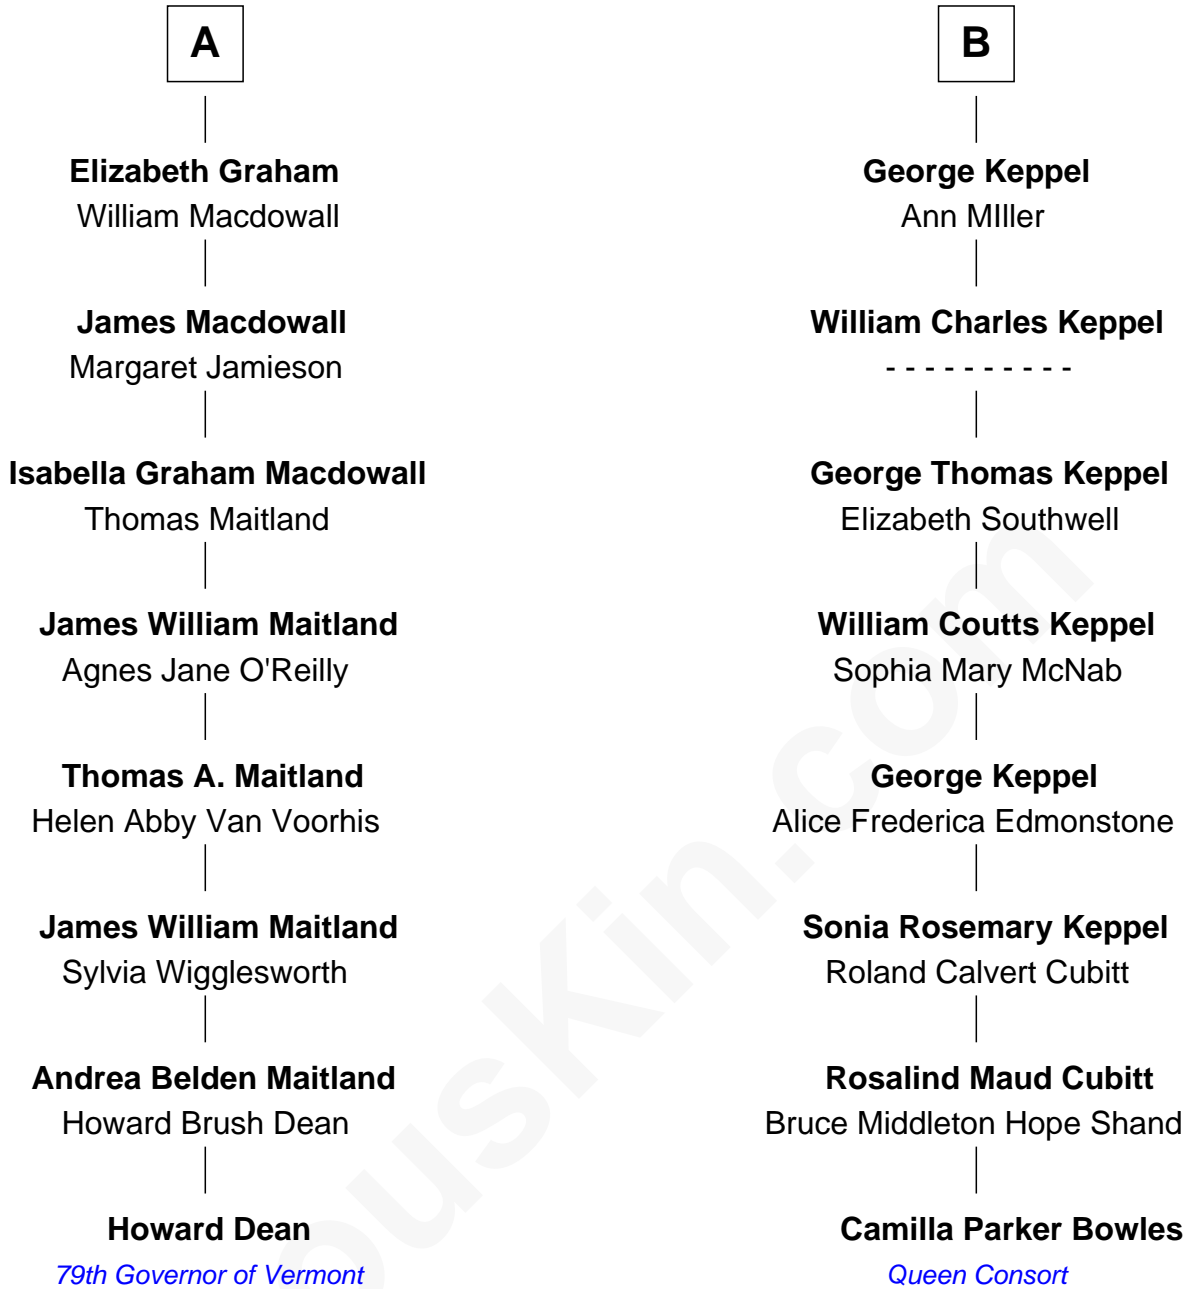 A
Elizabeth Graham
William Macdowall
James Macdowall
Margaret Jamieson
Isabella Graham Macdowall
Thomas Maitland
James William Maitland
Agnes Jane O'Reilly
Thomas A. Maitland
Helen Abby Van Voorhis
James William Maitland
Sylvia Wigglesworth
Andrea Belden Maitland
Howard Brush Dean
Howard Dean
79th Governor of Vermont
B
George Keppel
Ann MIller
William Charles Keppel
- - - - - - - - - -
George Thomas Keppel
Elizabeth Southwell
William Coutts Keppel
Sophia Mary McNab
George Keppel
Alice Frederica Edmonstone
Sonia Rosemary Keppel
Roland Calvert Cubitt
Rosalind Maud Cubitt
Bruce Middleton Hope Shand
Camilla Parker Bowles
Queen Consort
ousKin.com